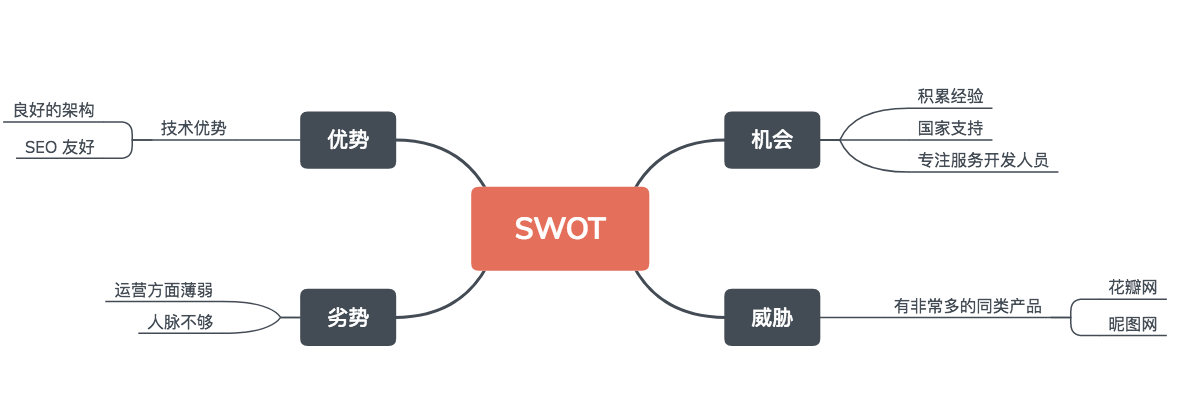 SWOT
优势
技术优势
良好的架构
SEO 友好
劣势
运营方面薄弱
人脉不够
机会
积累经验
国家支持
专注服务开发人员
威胁
有非常多的同类产品
花瓣网
昵图网